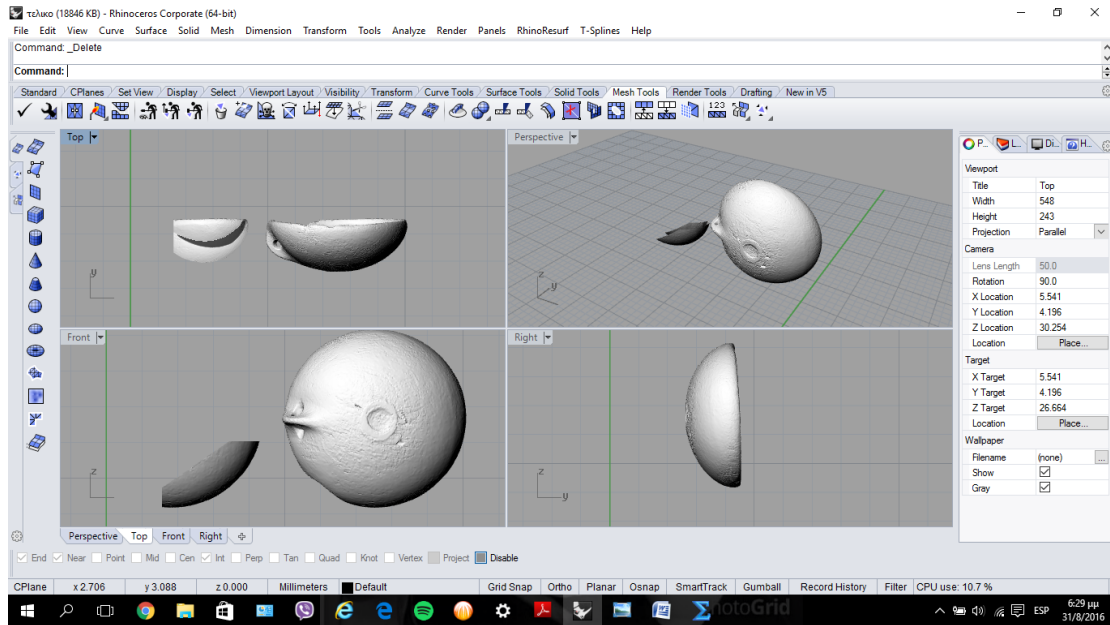 τελικο (18846 KB) - Rhinoceros Corporate (64-bit)
File Edit View Curve Surface Solid Mesh Dimension Transform Tools Analyze Render Panels RhinoResurf T-Splines Help
Command: _Delete
Command:
Standard CPlanes Set View Display Select Viewport Layout Visibility Transform Curve Tools Surface Tools Solid Tools Mesh Tools Render Tools Drafting New in V5
123
Top
y
x
Perspective
z
y
Front
z
x
Right
z
y
P... L... Di... H...
Viewport
Title Top
Width 548
Height 243
Projection Parallel
Camera
Lens Length 50.0
Rotation 90.0
X Location 5.541
Y Location 4.196
Z Location 30.254
Location Place...
Target
X Target 5.541
Y Target 4.196
Z Target 26.664
Location Place...
Wallpaper
Filename (none) ...
Show
Gray
Perspective Top Front Right
End Near Point Mid Cen Int Perp Tan Quad Knot Vertex Project Disable
CPlane x 2.706 y 3.088 z 0.000 Millimeters Default Grid Snap Ortho Planar Osnap SmartTrack Gumball Record History Filter CPU use: 10.7 %
hotoGrid
ESP
6:29 μμ
31/8/2016